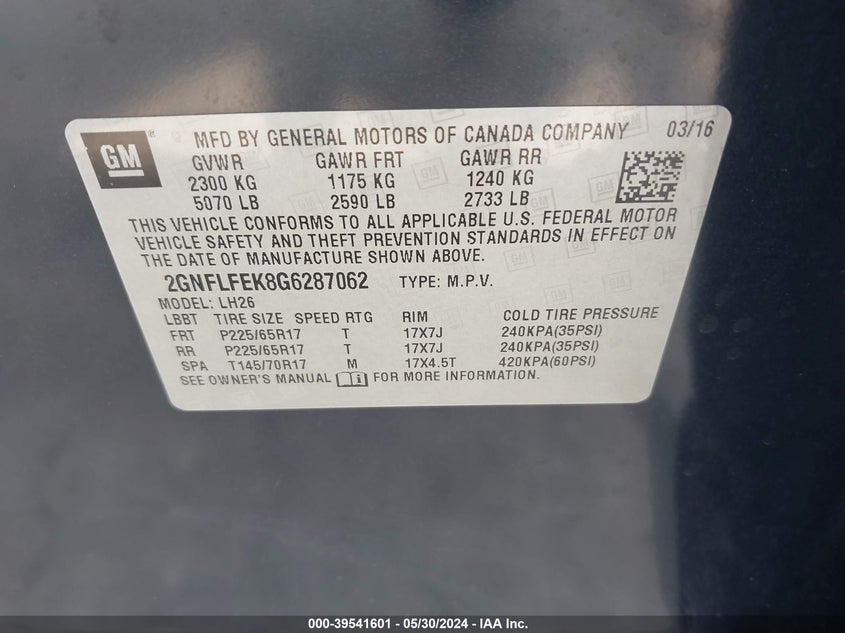 GM ® MFD BY GENERAL MOTORS OF CANADA COMPANY 03/16
GVWR GAWR FRT GAWR RR
2300 KG 1175 KG 1240 KG
5070 LB 2590 LB 2733 LB
THIS VEHICLE CONFORMS TO ALL APPLICABLE U.S. FEDERAL MOTOR
VEHICLE SAFETY AND THEFT PREVENTION STANDARDS IN EFFECT ON
THE DATE OF MANUFACTURE SHOWN ABOVE.
2GNFLFEK8G6287062 TYPE: M.P.V.
MODEL: LH26
LBBT TIRE SIZE SPEED RTG RIM COLD TIRE PRESSURE
FRT P225/65R17 T 17X7J 240KPA(35PSI)
RR P225/65R17 T 17X7J 240KPA(35PSI)
SPA T145/70R17 M 17X4.5T 420KPA(60PSI)
SEE OWNER'S MANUAL FOR MORE INFORMATION.
000-39541601 - 05/30/2024 - IAA Inc.